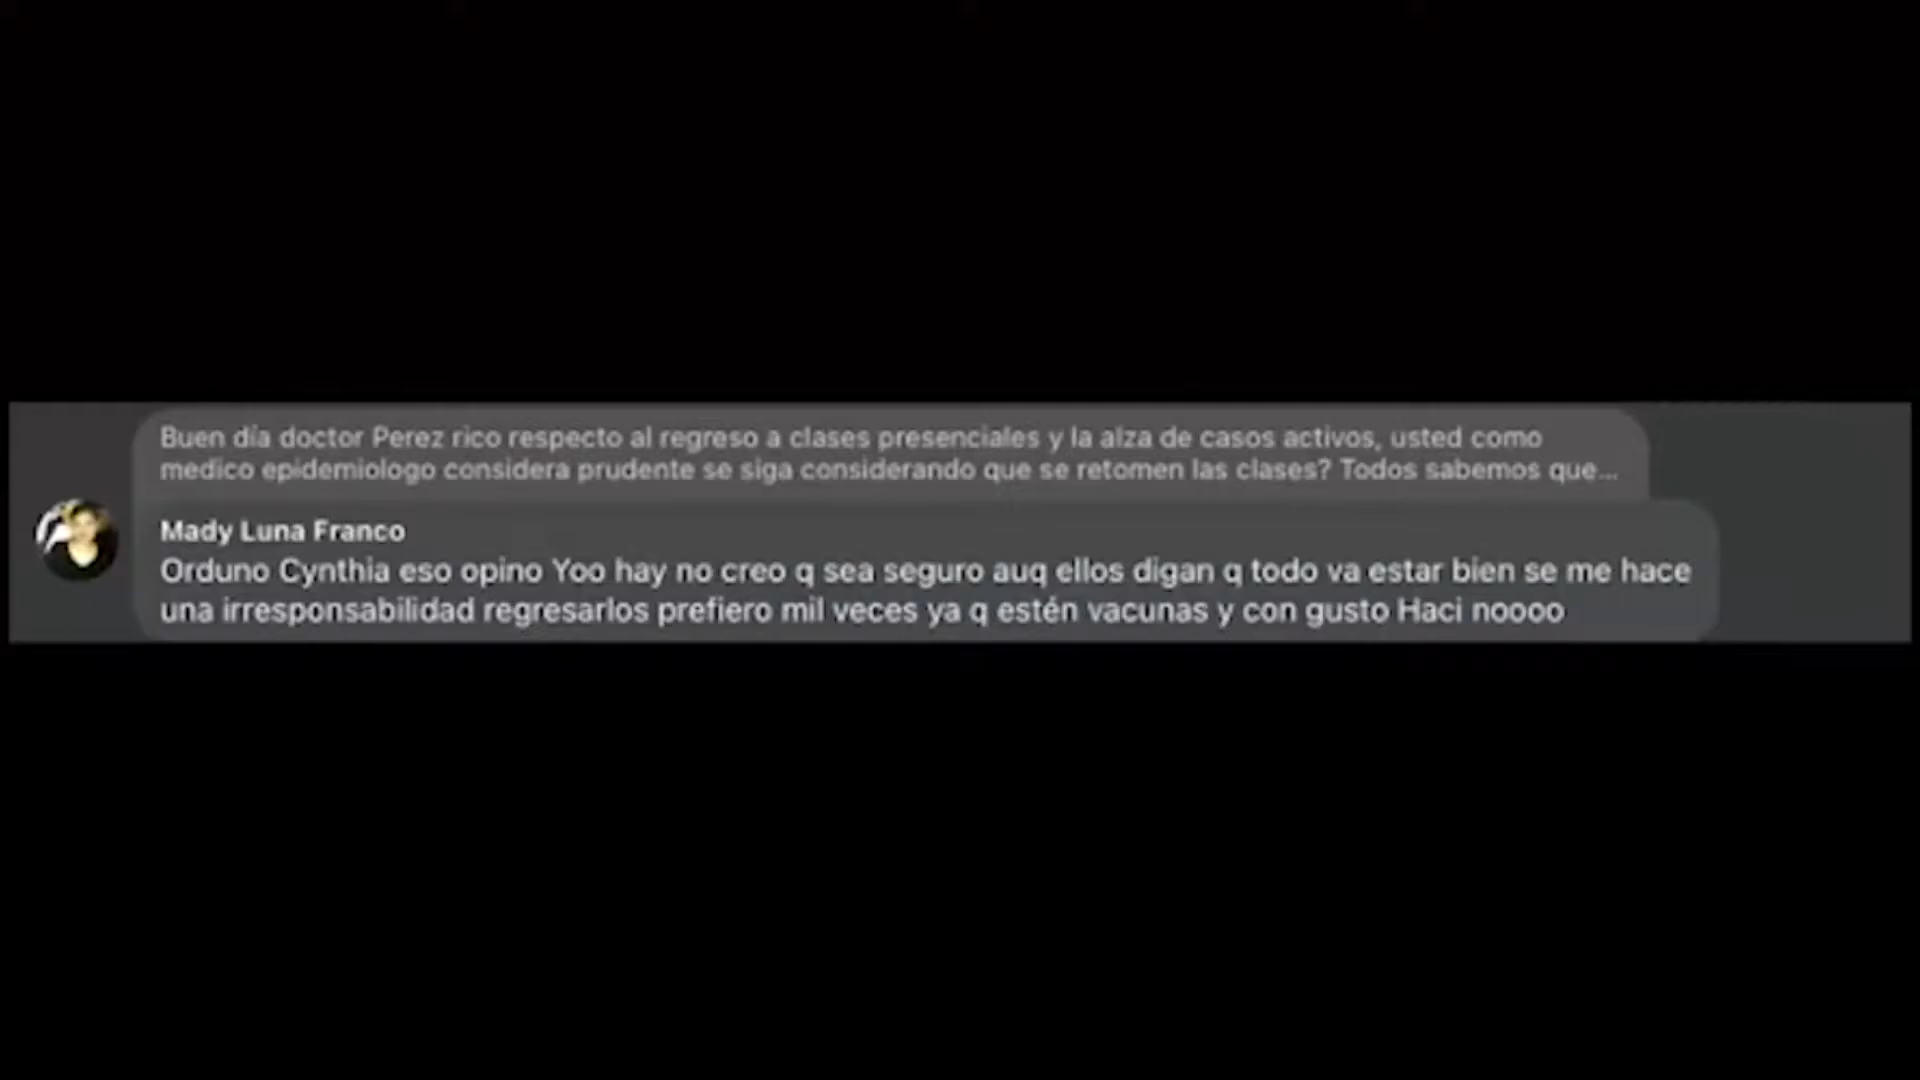 Buen día doctor Perez rico respecto al regreso a clases presenciales y la alza de casos activos, usted como
medico epidemiologo considera prudente se siga considerando que se retomen las clases? Todos sabemos que...
Mady Luna Franco
Orduno Cynthia eso opino Yoo hay no creo q sea seguro auq ellos digan q todo va estar bien se me hace
una irresponsabilidad regresarlos prefiero mil veces ya q estén vacunas y con gusto Haci noooo